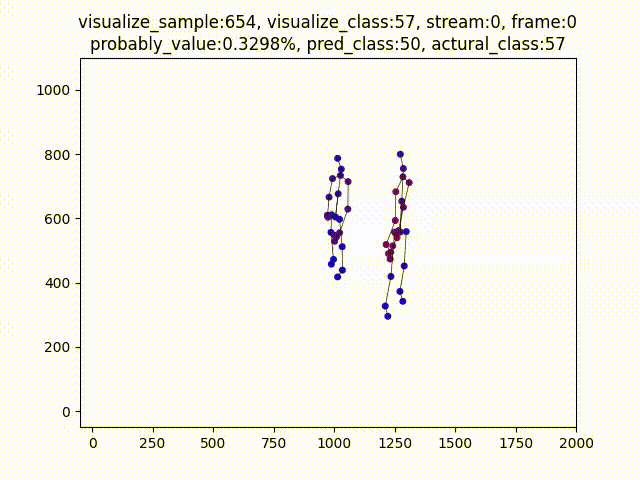 visualize_sample:654, visualize_class:57, stream:0, frame:0
probably_value:0.3298%, pred_class:50, actural_class:57
1000
800
600
400
200
0
0 250 500 750 1000 1250 1500 1750 2000